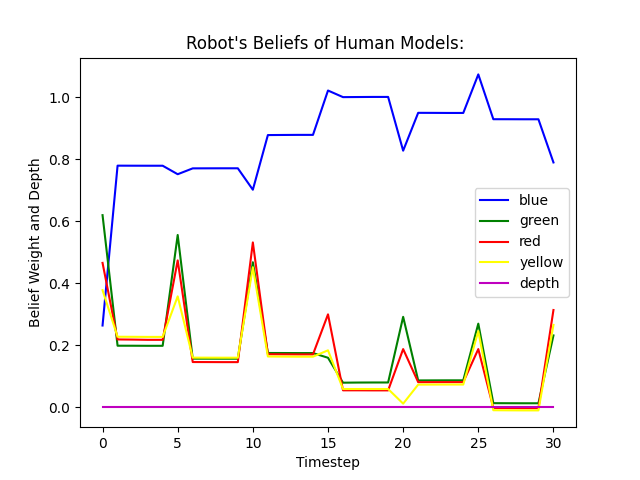 Robot's Beliefs of Human Models:
Belief Weight and Depth
1.0
0.8
0.6
0.4
0.2
0.0
blue
green
red
yellow
depth
0 5 10 15 20 25 30
Timestep